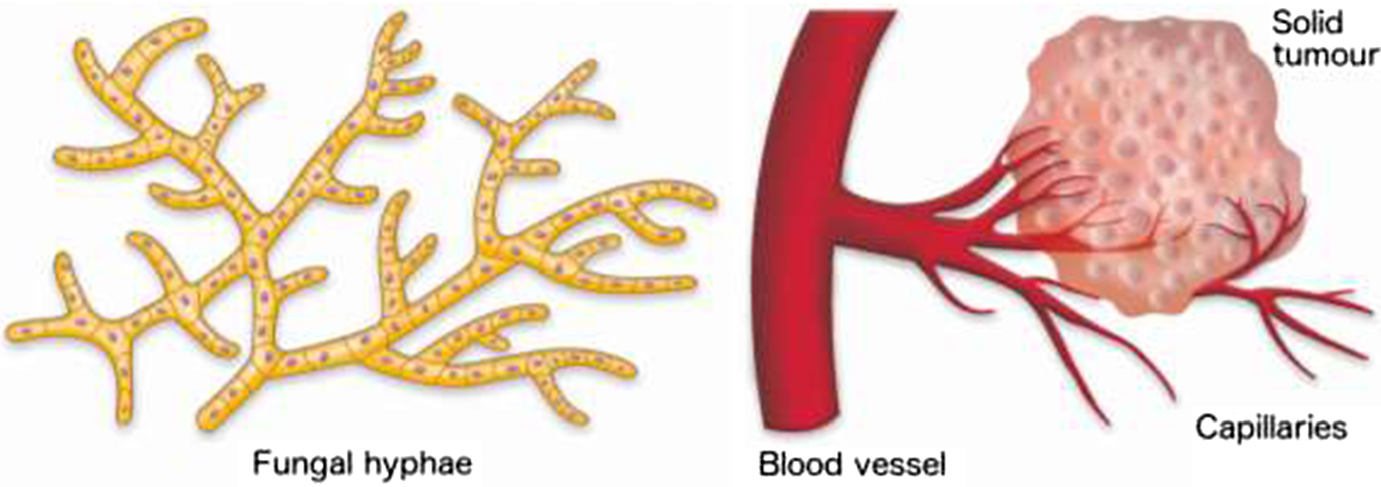 Solid
tumour
Capillaries
Fungal hyphae
Blood vessel